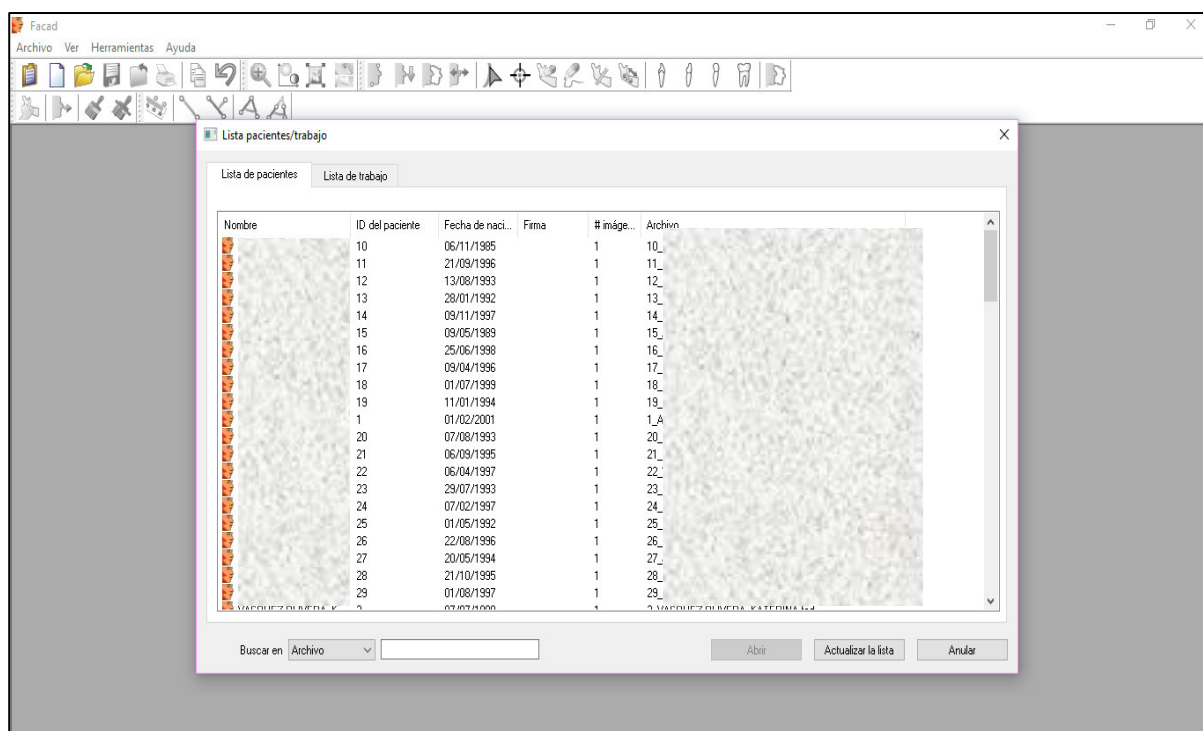 Facad
Archivo Ver Herramientas Ayuda
Lista pacientes/trabajo
Lista de pacientes Lista de trabajo
Nombre ID del paciente Fecha de naci... Firma # imáge... Archivo
10 06/11/1985 1 10_
11 21/09/1996 1 11_
12 13/08/1993 1 12_
13 28/01/1992 1 13_
14 09/11/1997 1 14_
15 09/05/1989 1 15_
16 25/06/1998 1 16_
17 09/04/1996 1 17_
18 01/07/1999 1 18_
19 11/01/1994 1 19_
1 01/02/2001 1 1_A
20 07/08/1993 1 20_
21 06/09/1995 1 21_
22 06/04/1997 1 22_
23 29/07/1993 1 23_
24 07/02/1997 1 24_
25 01/05/1992 1 25_
26 22/08/1996 1 26_
27 20/05/1994 1 27_
28 21/10/1995 1 28_
29 01/08/1997 1 29_
Buscar en Archivo Abrir Actualizar la lista Anular